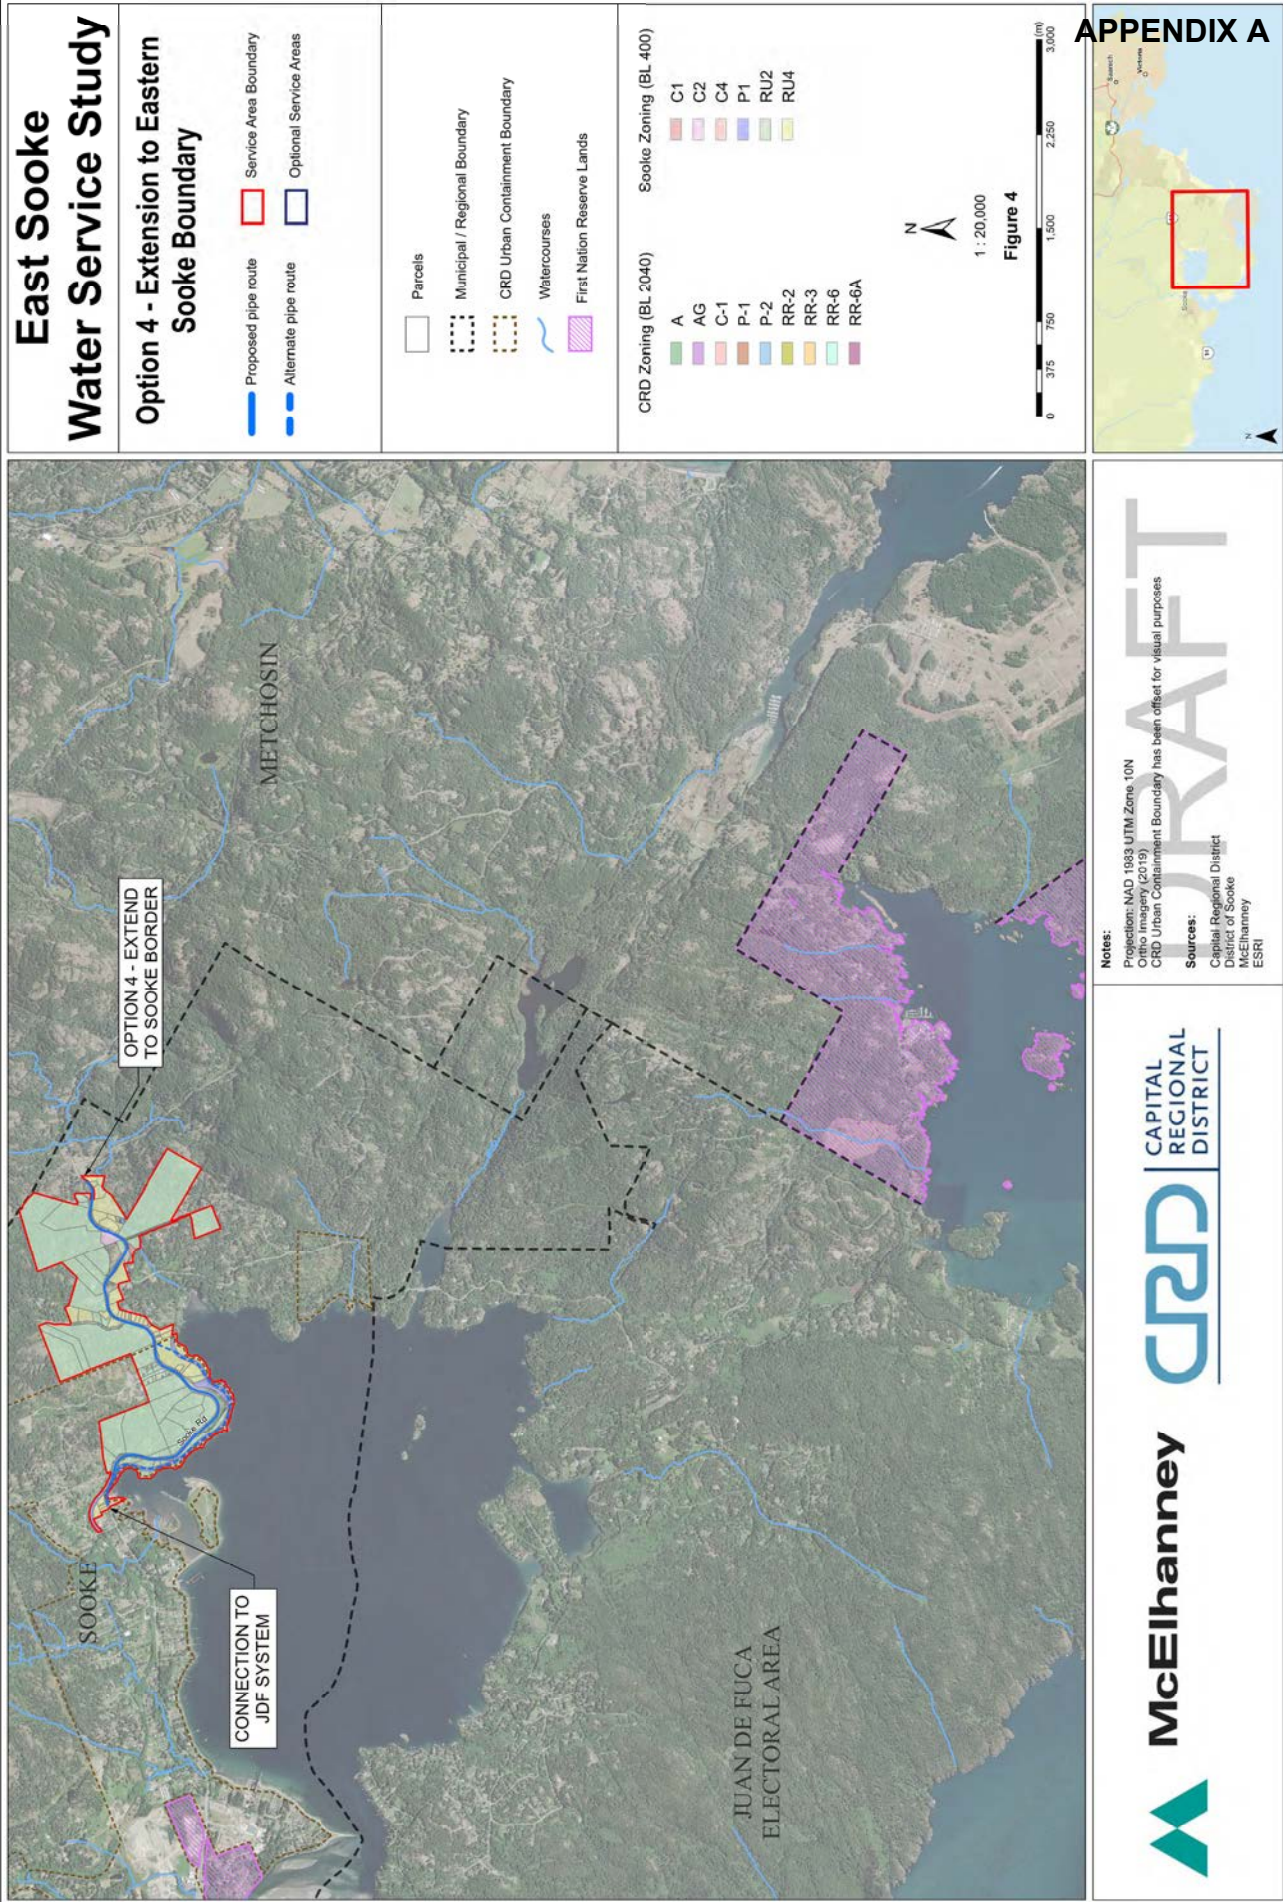 APPENDIX A
East Sooke
Water Service Study
Option 4 - Extension to Eastern
Sooke Boundary
Proposed pipe route
Service Area Boundary
Alternate pipe route
Optional Service Areas
Parcels
Municipal / Regional Boundary
CRD Urban Containment Boundary
Watercourses
First Nation Reserve Lands
CRD Zoning (BL 2040)
A
AG
C-1
P-1
P-2
RR-2
RR-3
RR-6
RR-6A
Sooke Zoning (BL 400)
C1
C2
C4
P1
RU2
RU4
N
1 : 20,000
Figure 4
0
375
750
1,500
2,250
3,000
(m)
Saanich
Victoria
Sooke
N
OPTION 4 - EXTEND
TO SOOKE BORDER
METCHOSIN
SOOKE
Sooke Rd
CONNECTION TO
JDF SYSTEM
JUAN DE FUCA
ELECTORAL AREA
DRAFT
Notes:
Projection: NAD 1983 UTM Zone 10N
Ortho Imagery (2019)
CRD Urban Containment Boundary has been offset for visual purposes
Sources:
Capital Regional District
District of Sooke
McElhanney
ESRI
McElhanney
CRD
CAPITAL
REGIONAL
DISTRICT